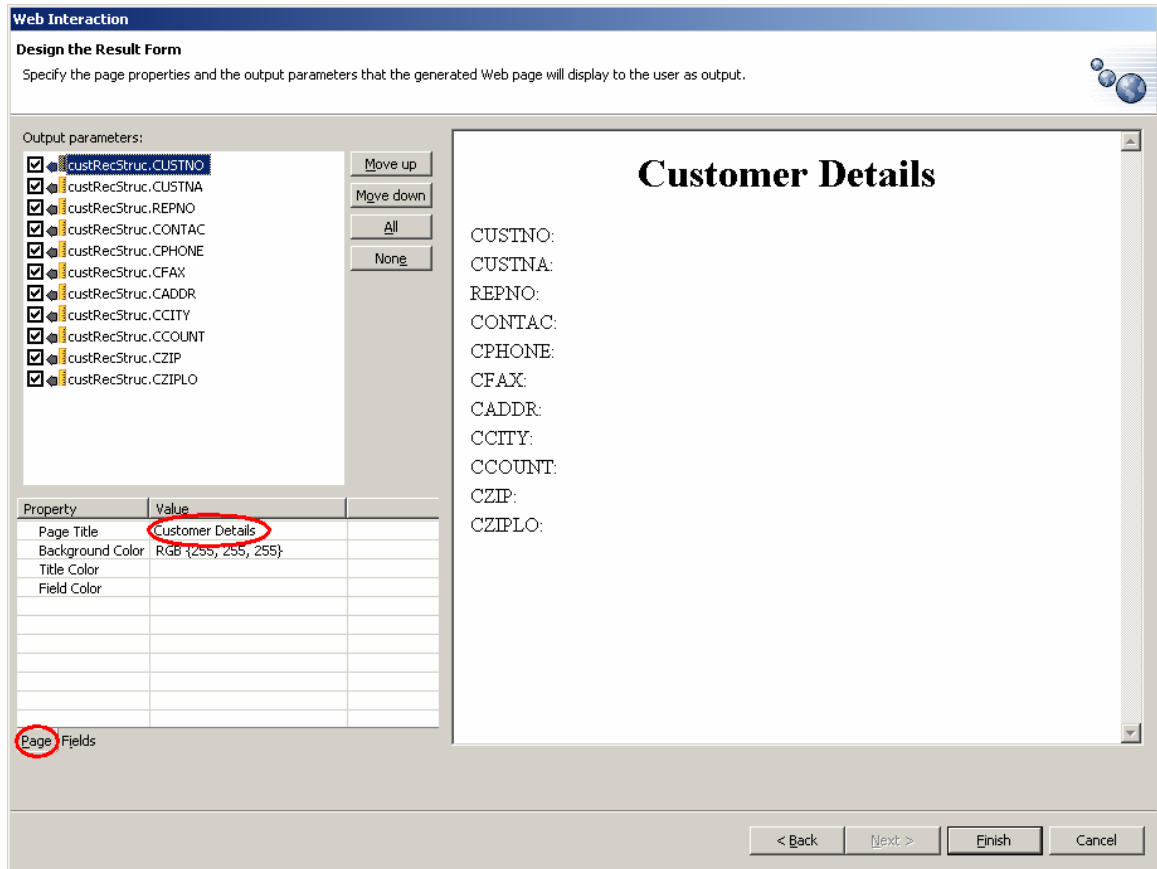 Web Interaction
Design the Result Form
Specify the page properties and the output parameters that the generated Web page will display to the user as output.
Output parameters:
custRecStruc.CUSTNO
custRecStruc.CUSTNA
custRecStruc.REPNO
custRecStruc.CONTAC
custRecStruc.CPHONE
custRecStruc.CFAX
custRecStruc.CADDR
custRecStruc.CCITY
custRecStruc.CCOUNT
custRecStruc.CZIP
custRecStruc.CZIPLO
Move up
Move down
All
None
Property Value
Page Title Customer Details
Background Color RGB {255, 255, 255}
Title Color
Field Color
Page Fields
Customer Details
CUSTNO:
CUSTNA:
REPNO:
CONTAC:
CPHONE:
CFAX:
CADDR:
CCITY:
CCOUNT:
CZIP:
CZIPLO:
< Back Next > Finish Cancel